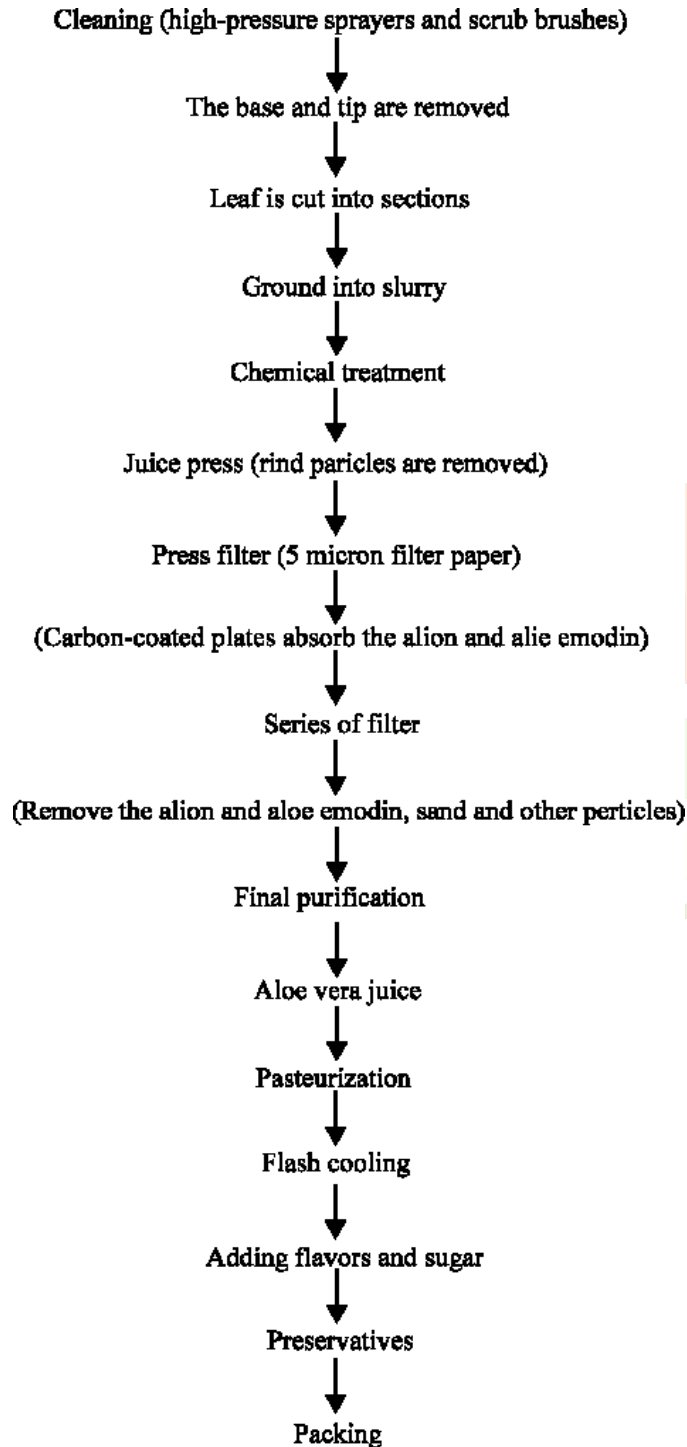 Cleaning (high-pressure sprayers and scrub brushes)
The base and tip are removed
Leaf is cut into sections
Ground into slurry
Chemical treatment
Juice press (rind paricles are removed)
Press filter (5 micron filter paper)
(Carbon-coated plates absorb the alion and alie emodin)
Series of filter
(Remove the alion and aloe emodin, sand and other perticles)
Final purification
Aloe vera juice
Pasteurization
Flash cooling
Adding flavors and sugar
Preservatives
Packing